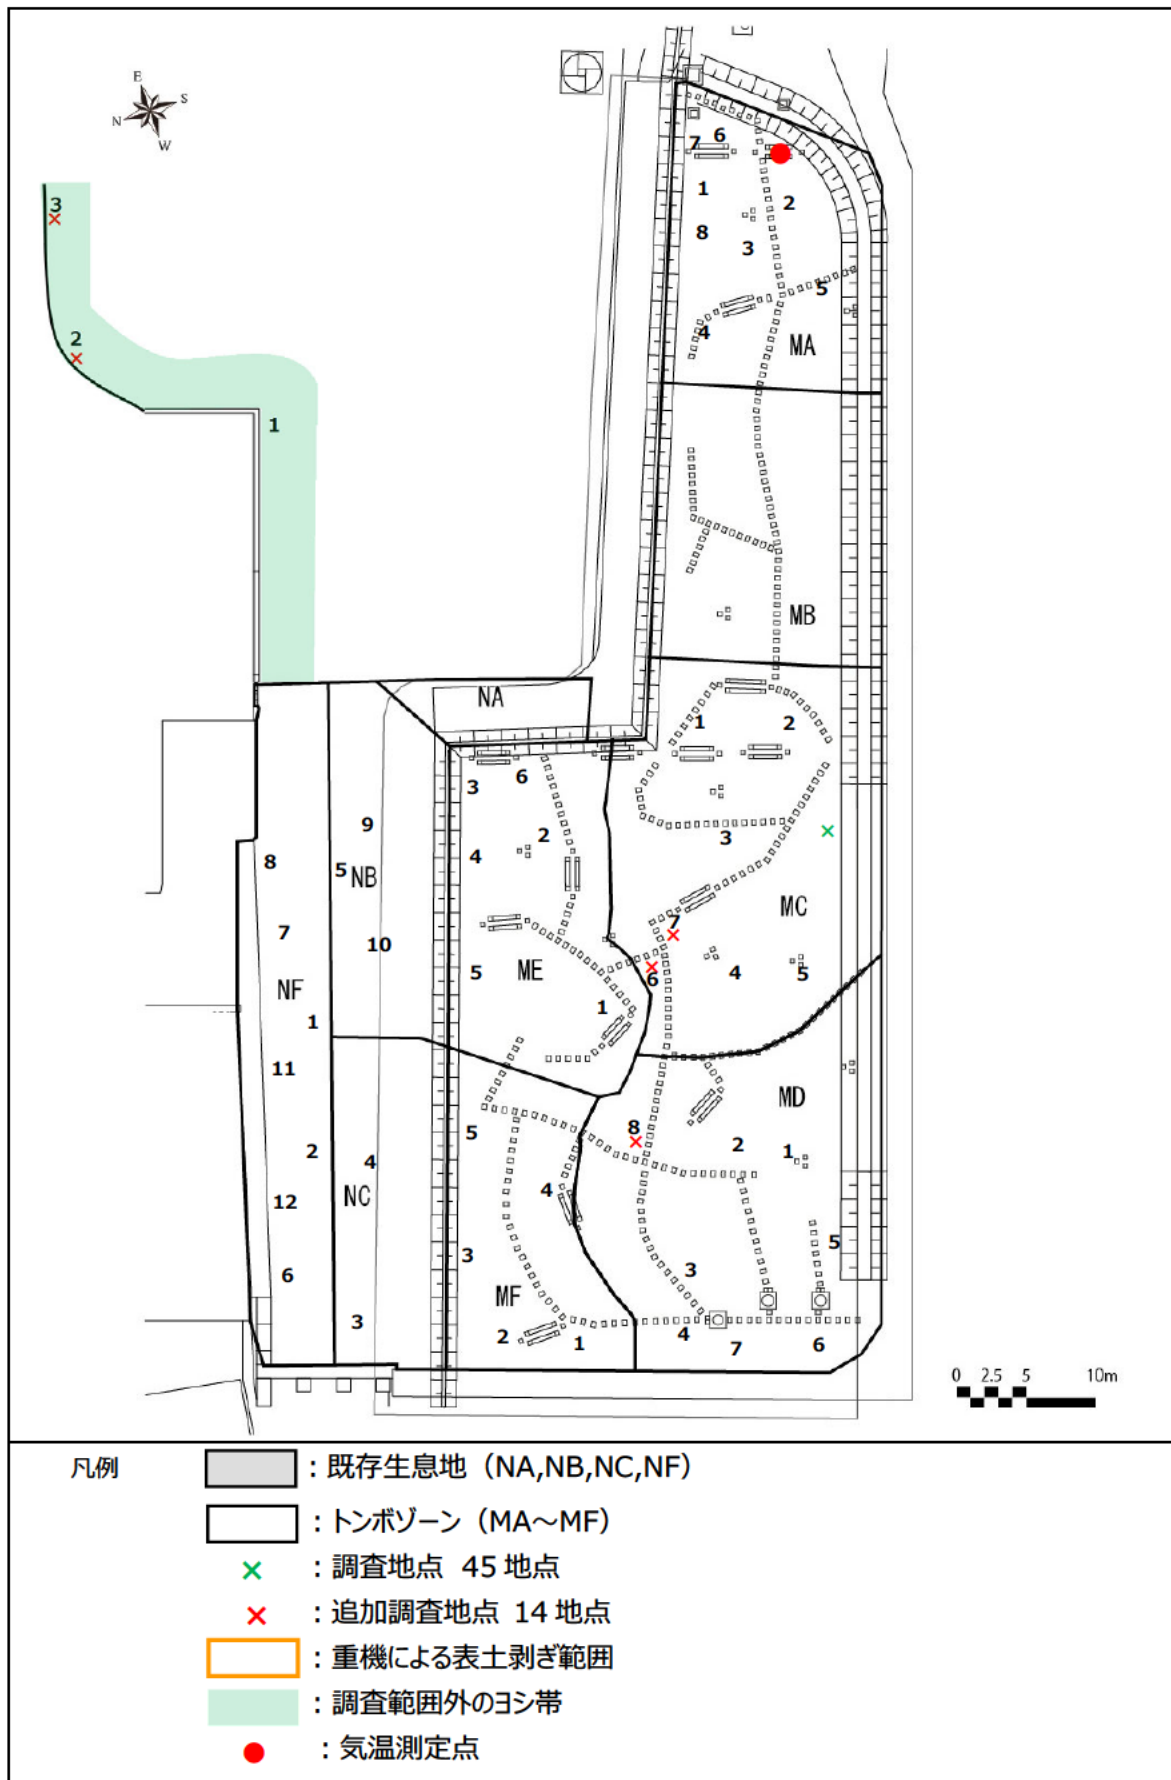 E
S
N
W
3
2
1
7 6
1
2
8
3
5
4
MA
MB
NA
1
2
3
6
9
2
3
8
5
NB
4
7
10
MC
7
NF
5
ME
4
5
6
1
1
11
MD
8
5
2
2
1
4
4
12
NC
5
3
3
6
MF
3
2
1
4
7
6
0 2.5 5 10m
凡例
：既存生息地（NA,NB,NC,NF）
：トンボゾーン（MA～MF）
：調査地点 45 地点
：追加調査地点 14 地点
：重機による表土剥ぎ範囲
：調査範囲外のヨシ帯
：気温測定点